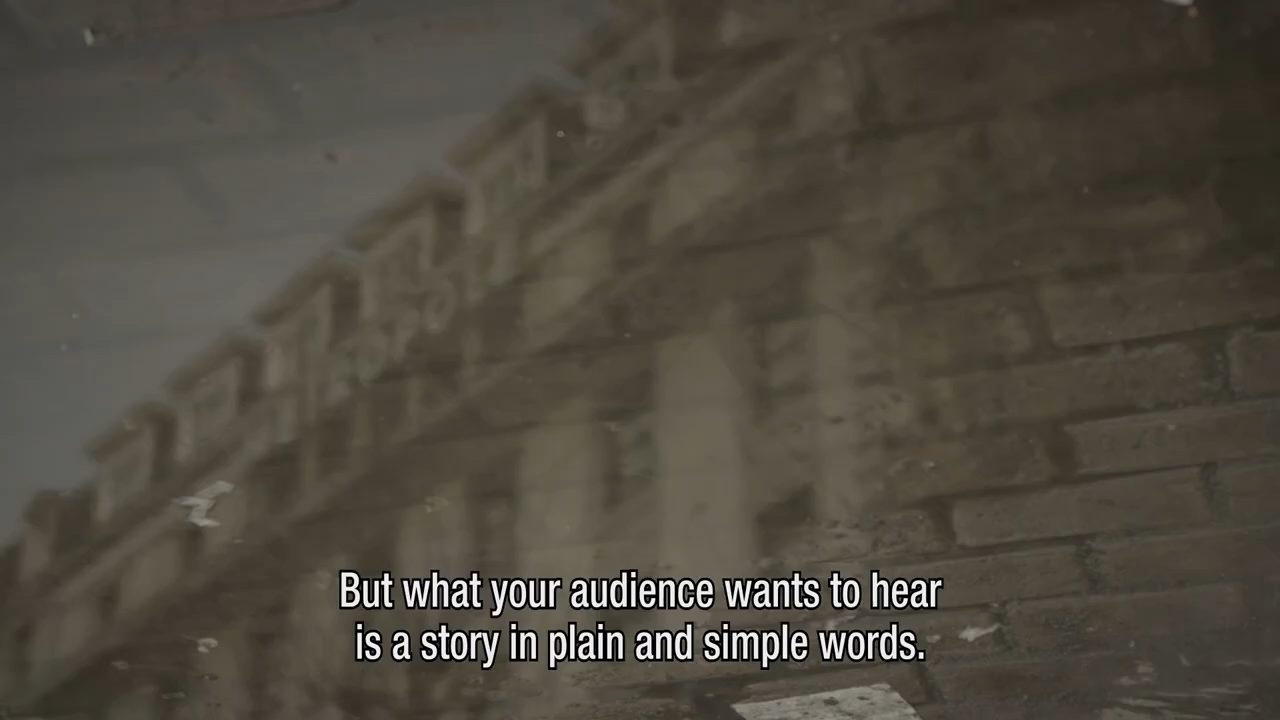 But what your audience wants to hear
is a story in plain and simple words.